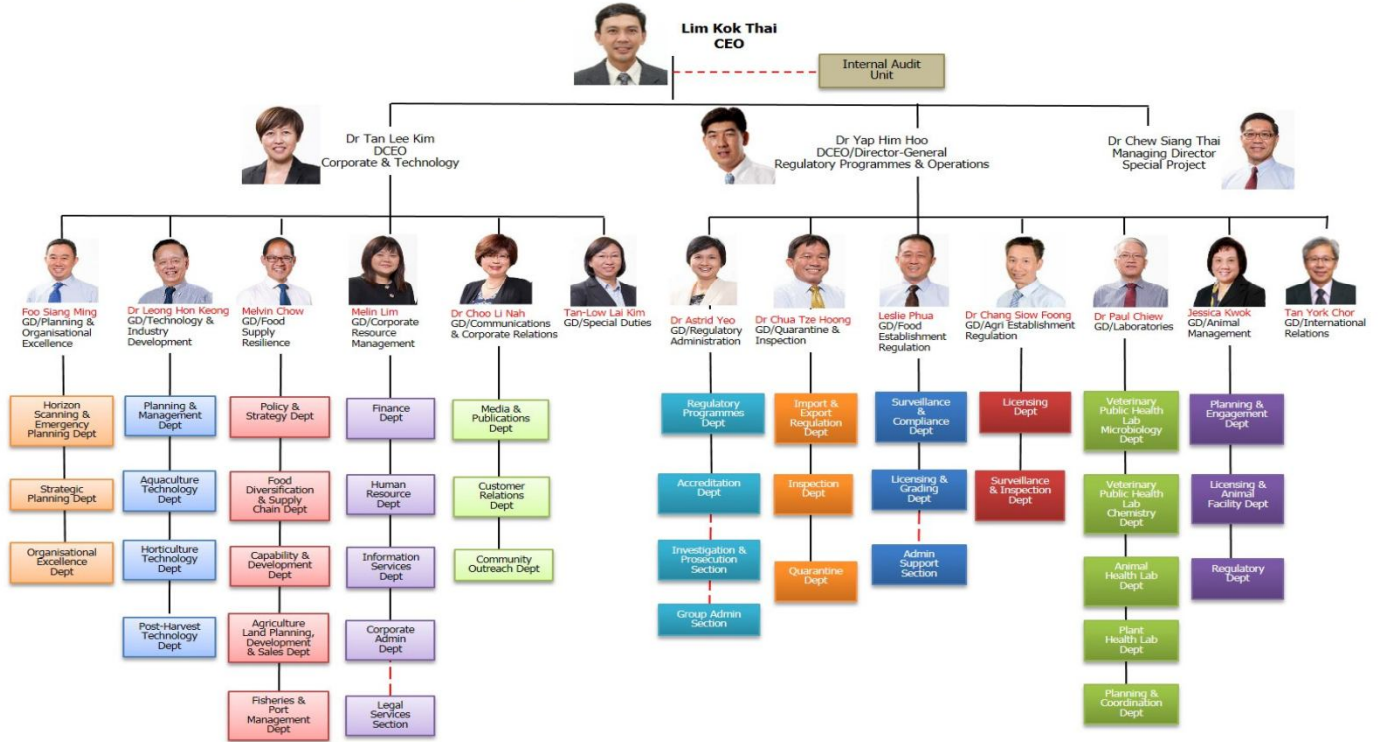 Lim Kok Thai
CEO
Internal Audit
Unit
Dr Tan Lee Kim
DCEO
Corporate & Technology
Dr Yap Him Hoo
DCEO/Director-General
Regulatory Programmes & Operations
Dr Chew Siang Thai
Managing Director
Special Project
Foo Siang Ming
GD/Planning &
Organisational
Excellence
Dr Leong Hon Keong
GD/Technology &
Industry
Development
Melvin Chow
GD/Food
Supply
Resilience
Melin Lim
GD/Corporate
Resource
Management
Dr Choo Li Nah
GD/Communications
& Corporate Relations
Tan-Low Lai Kim
GD/Special Duties
Dr Astrid Yeo
GD/Regulatory
Administration
Dr Chua Tze Hoong
GD/Quarantine &
Inspection
Leslie Phua
GD/Food
Establishment
Regulation
Dr Chang Siow Foong
GD/Agri Establishment
Regulation
Dr Paul Chiew
GD/Laboratories
Jessica Kwok
GD/Animal
Management
Tan York Chor
GD/International
Relations
Horizon
Scanning &
Emergency
Planning Dept
Strategic
Planning Dept
Organisational
Excellence
Dept
Planning &
Management
Dept
Aquaculture
Technology
Dept
Horticulture
Technology
Dept
Post-Harvest
Technology
Dept
Policy &
Strategy Dept
Food
Diversification
& Supply
Chain Dept
Capability &
Development
Dept
Agriculture
Land Planning,
Development
& Sales Dept
Fisheries &
Port
Management
Dept
Finance
Dept
Human
Resource
Dept
Information
Services
Dept
Corporate
Admin
Dept
Legal
Services
Section
Media &
Publications
Dept
Customer
Relations
Dept
Community
Outreach Dept
Regulatory
Programmes
Dept
Accreditation
Dept
Investigation &
Prosecution
Section
Group Admin
Section
Import &
Export
Regulation
Dept
Inspection
Dept
Quarantine
Dept
Surveillance
&
Compliance
Dept
Licensing &
Grading
Dept
Admin
Support
Section
Licensing
Dept
Surveillance
& Inspection
Dept
Veterinary
Public Health
Lab
Microbiology
Dept
Veterinary
Public Health
Lab
Chemistry
Dept
Animal
Health Lab
Dept
Plant
Health Lab
Dept
Planning &
Coordination
Dept
Planning &
Engagement
Dept
Licensing &
Animal
Facility Dept
Regulatory
Dept